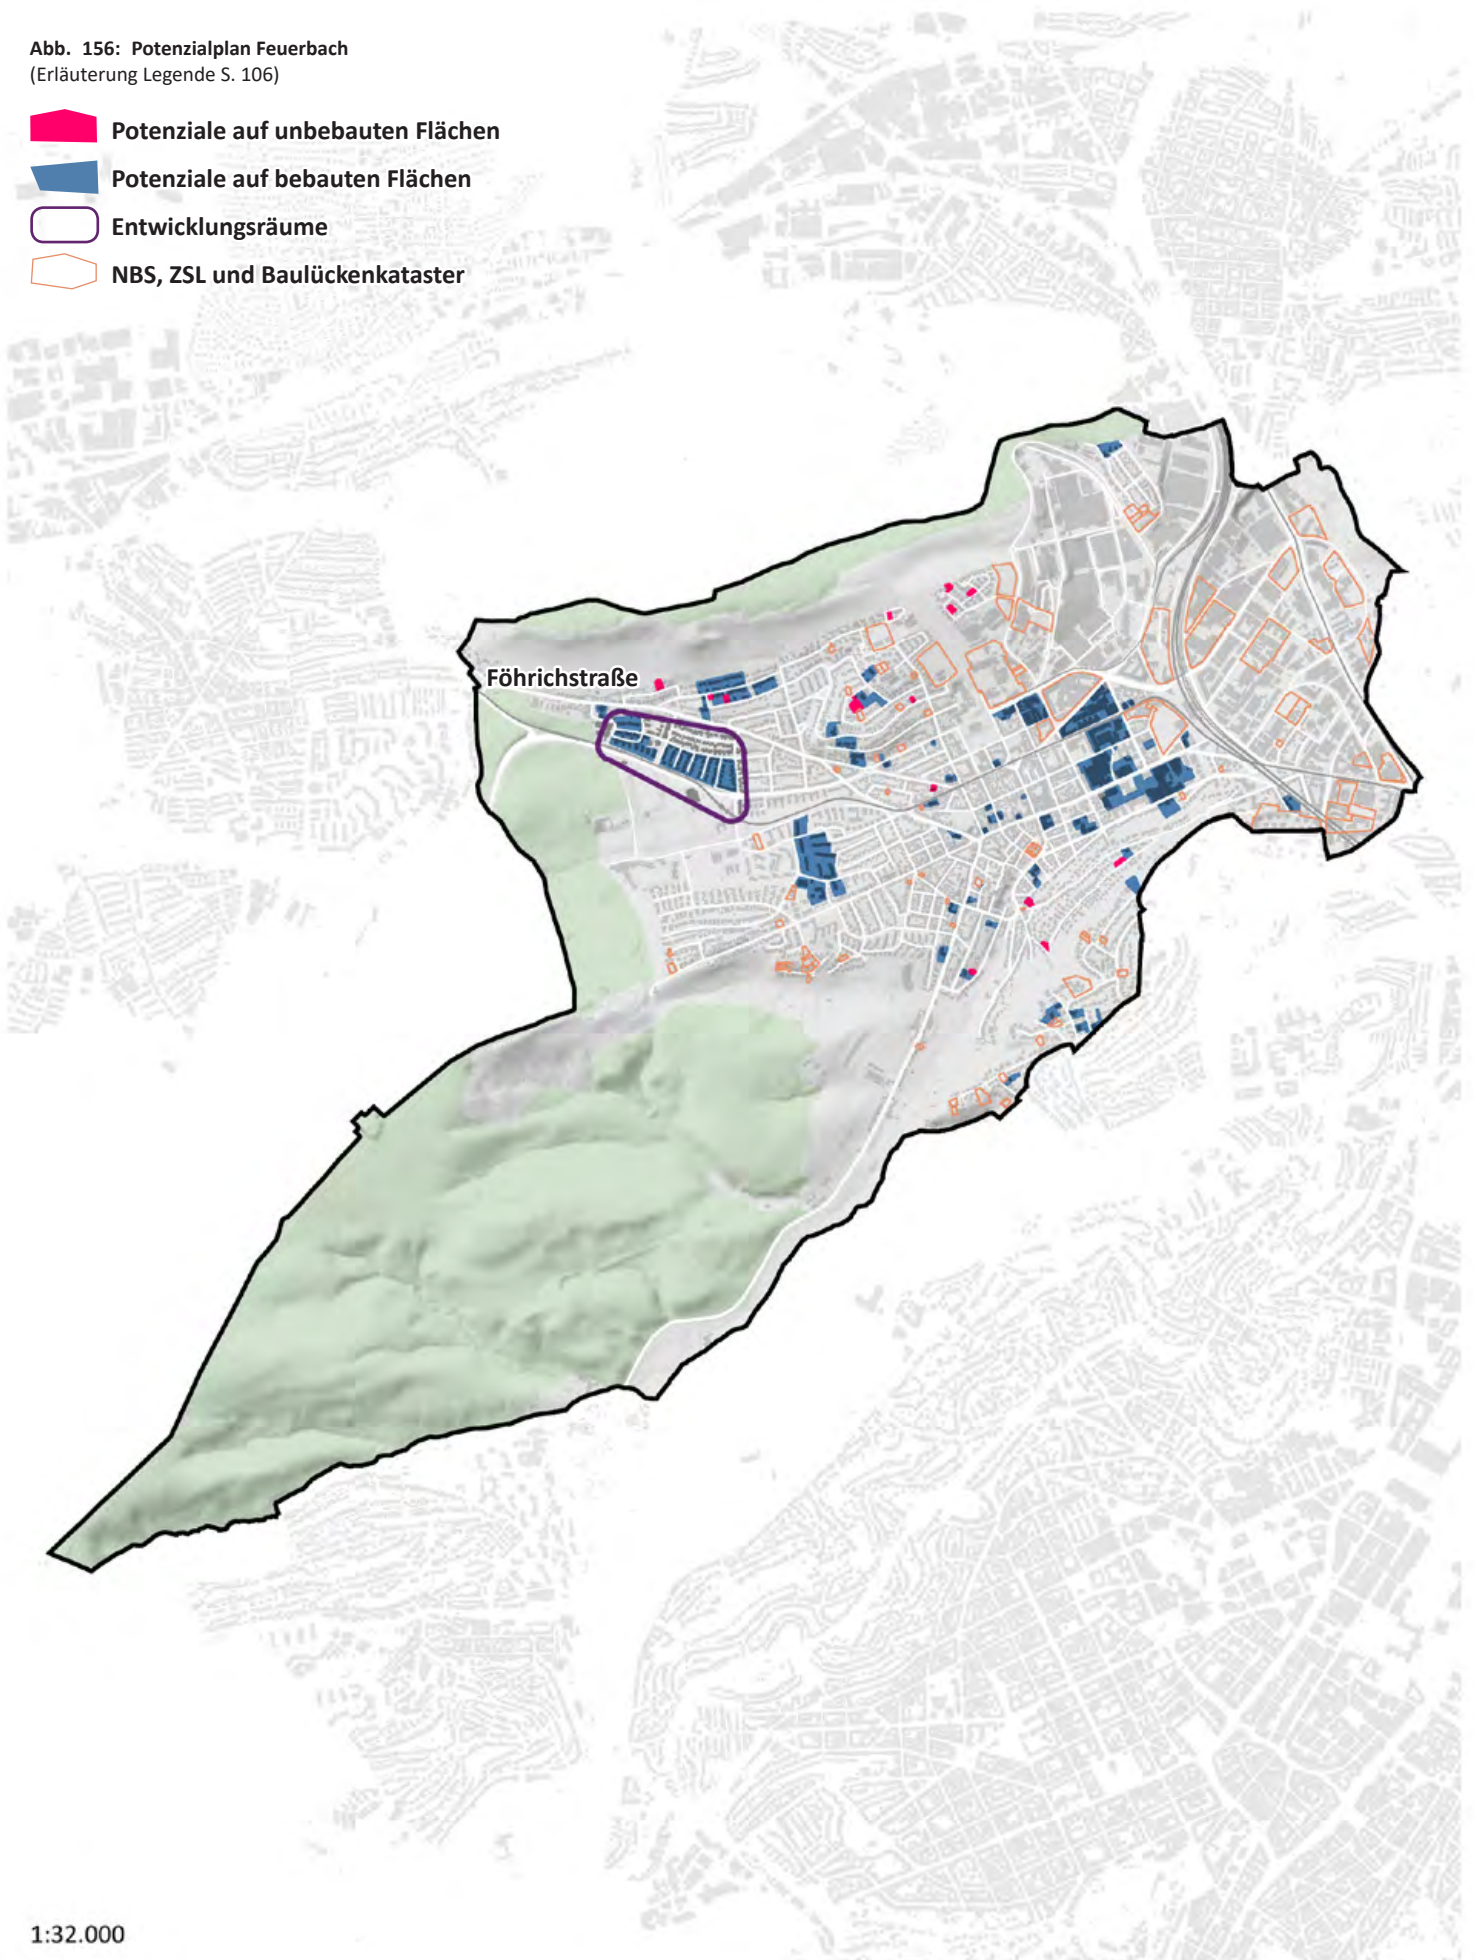 Abb. 156: Potenzialplan Feuerbach
(Erläuterung Legende S. 106)
Potenziale auf unbebauten Flächen
Potenziale auf bebauten Flächen
Entwicklungsräume
NBS, ZSL und Baulückenkataster
Föhrichstraße
1:32.000